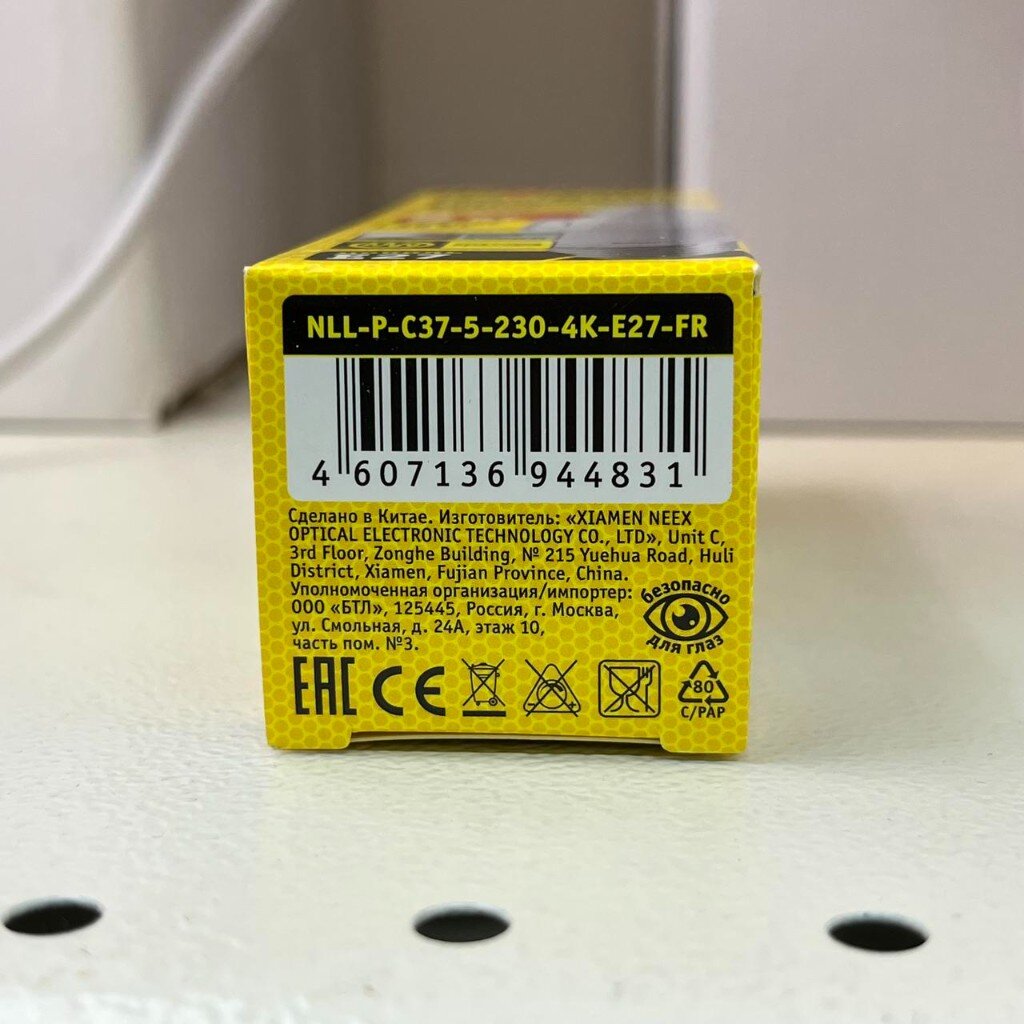 NLL-P-C37-5-230-4K-E27-FR
4 607136 944831
Сделано в Китае. Изготовитель: «XIAMEN NEEX
OPTICAL ELECTRONIC TECHNOLOGY CO., LTD», Unit C,
3rd Floor, Zonghe Building, № 215 Yuehua Road, Huli
District, Xiamen, Fujian Province, China.
Уполномоченная организация/импортер:
ООО «БТЛ», 125445, Россия, г. Москва,
ул. Смольная, д. 24А, этаж 10,
часть пом. №3.
безопасно
для глаз
EAC CE
80
C/PAP